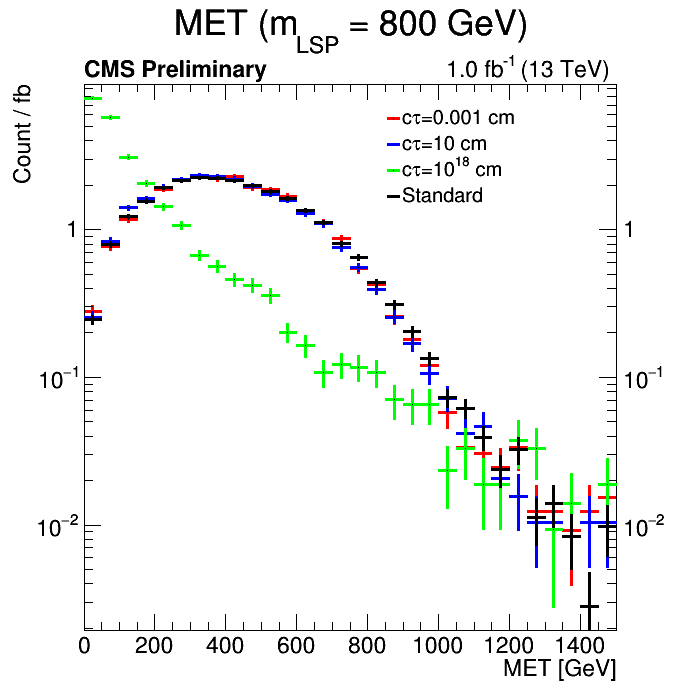 MET (m_LSP = 800 GeV)
CMS Preliminary 1.0 fb⁻¹ (13 TeV)
Count / fb
cτ=0.001 cm
cτ=10 cm
cτ=10¹⁸ cm
Standard
1 1
10⁻¹ 10⁻¹
10⁻² 10⁻²
0 200 400 600 800 1000 1200 1400
MET [GeV]